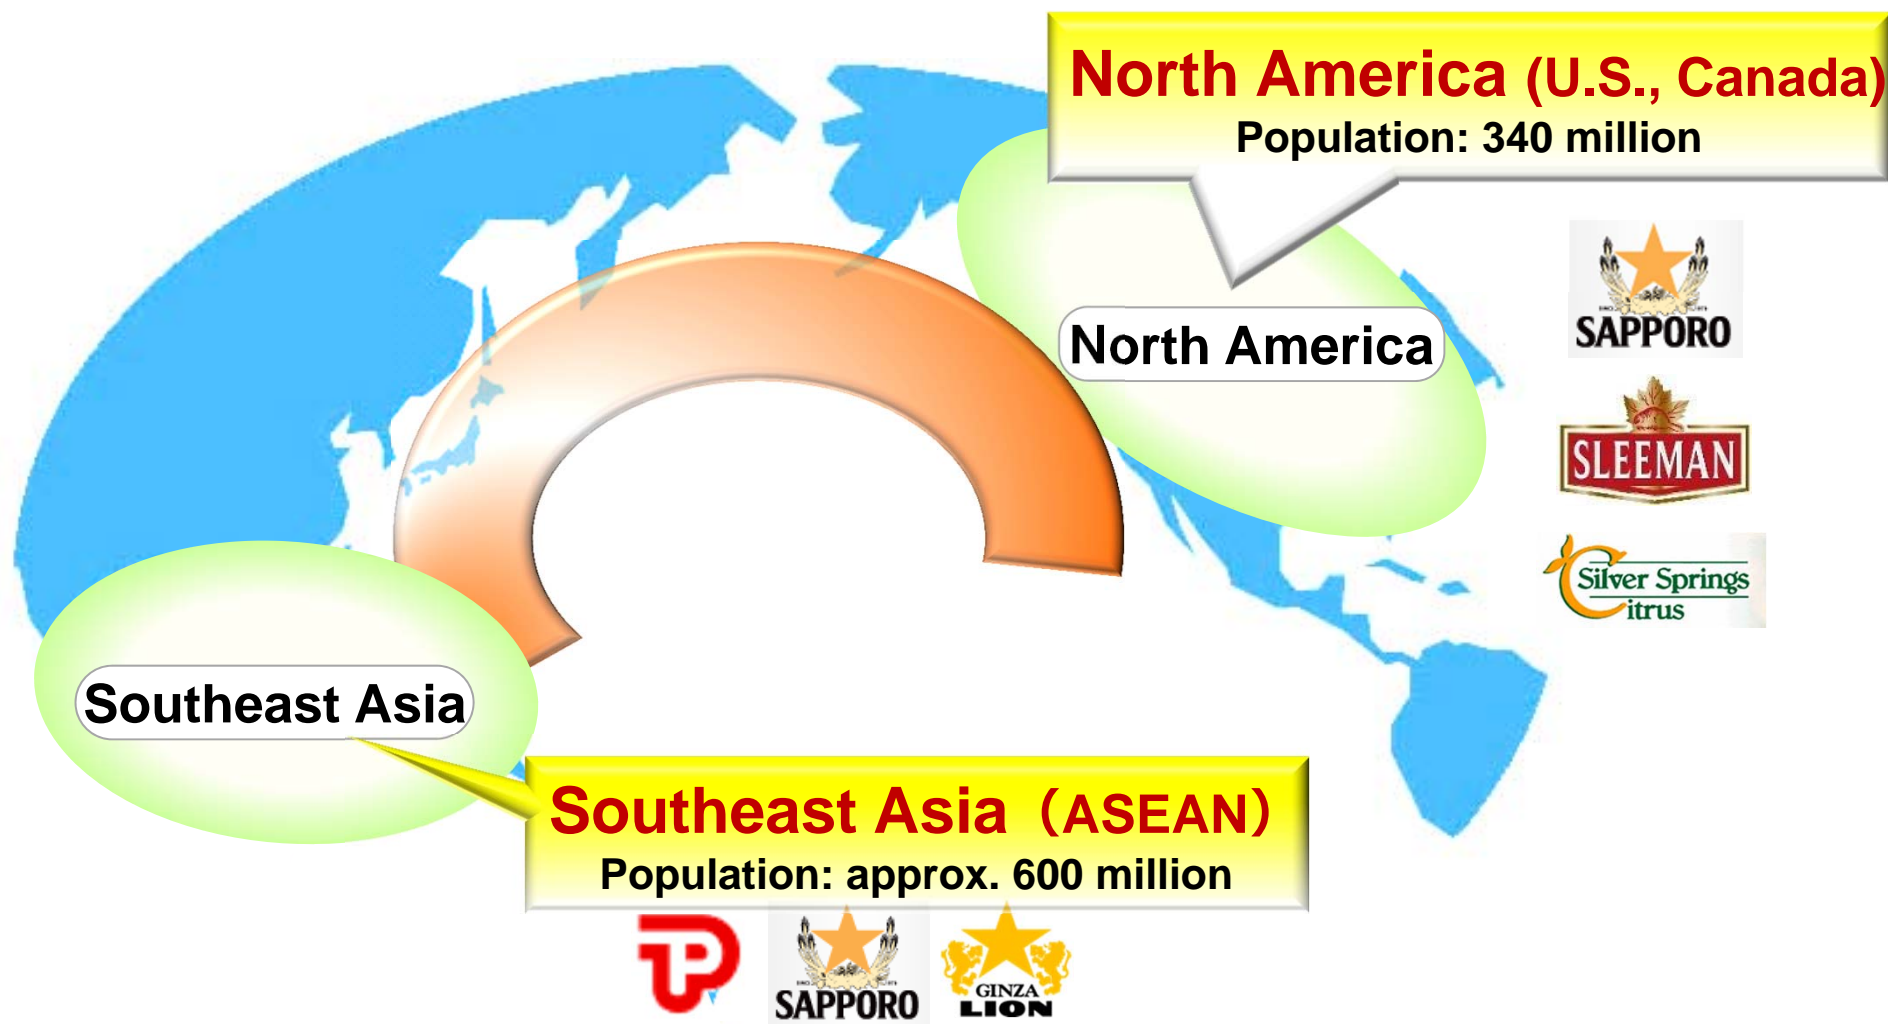 North America (U.S., Canada)
Population: 340 million
North America
SAPPORO
SLEEMAN
Silver Springs
Citrus
Southeast Asia
Southeast Asia（ASEAN）
Population: approx. 600 million
P
SAPPORO
GINZA
LION